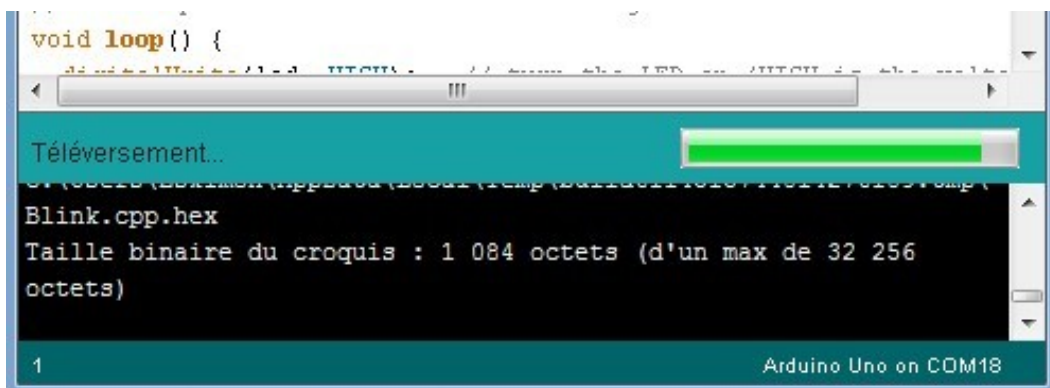 void loop() {
Téléversement...
Blink.cpp.hex
Taille binaire du croquis : 1 084 octets (d'un max de 32 256
octets)
1
Arduino Uno on COM18